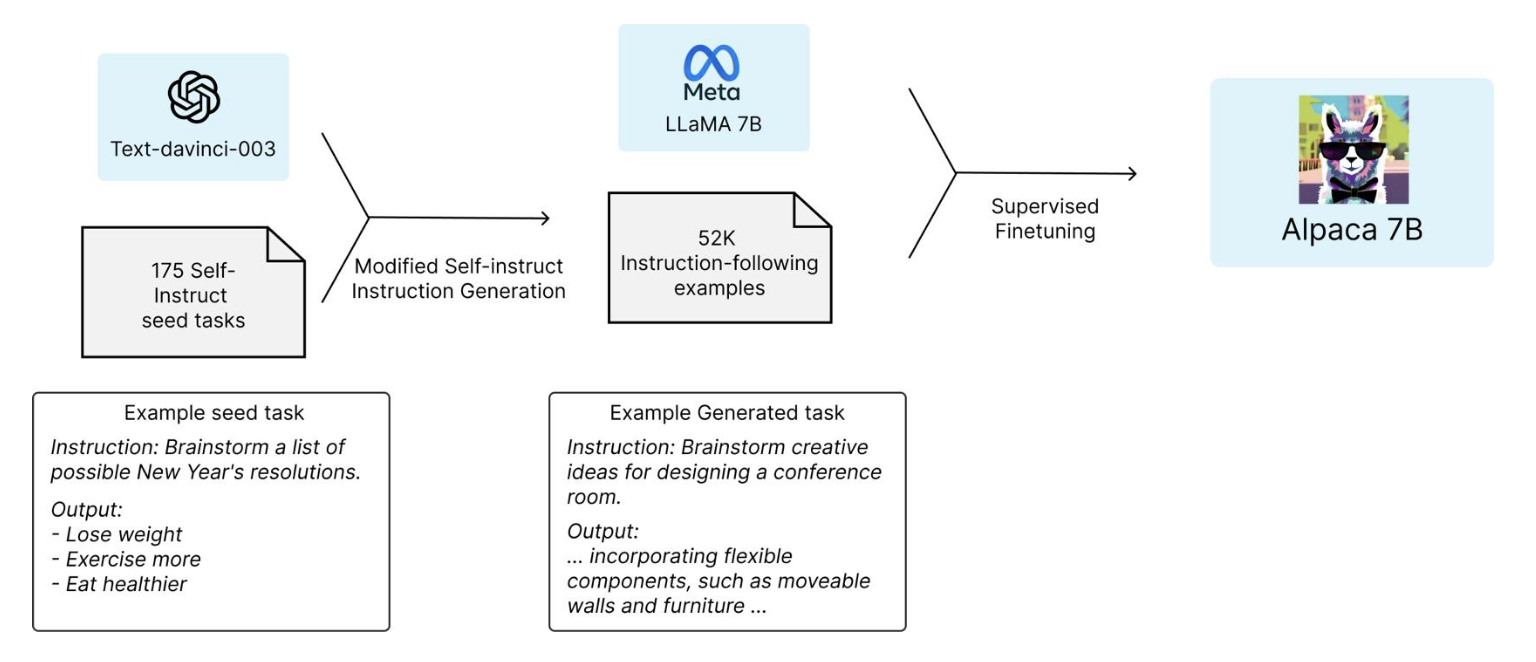 Text-davinci-003
175 Self-
Instruct
seed tasks
Modified Self-instruct
Instruction Generation
Meta
LLaMA 7B
52K
Instruction-following
examples
Supervised
Finetuning
Alpaca 7B
Example seed task
Instruction: Brainstorm a list of
possible New Year's resolutions.
Output:
- Lose weight
- Exercise more
- Eat healthier
Example Generated task
Instruction: Brainstorm creative
ideas for designing a conference
room.
Output:
... incorporating flexible
components, such as moveable
walls and furniture ...